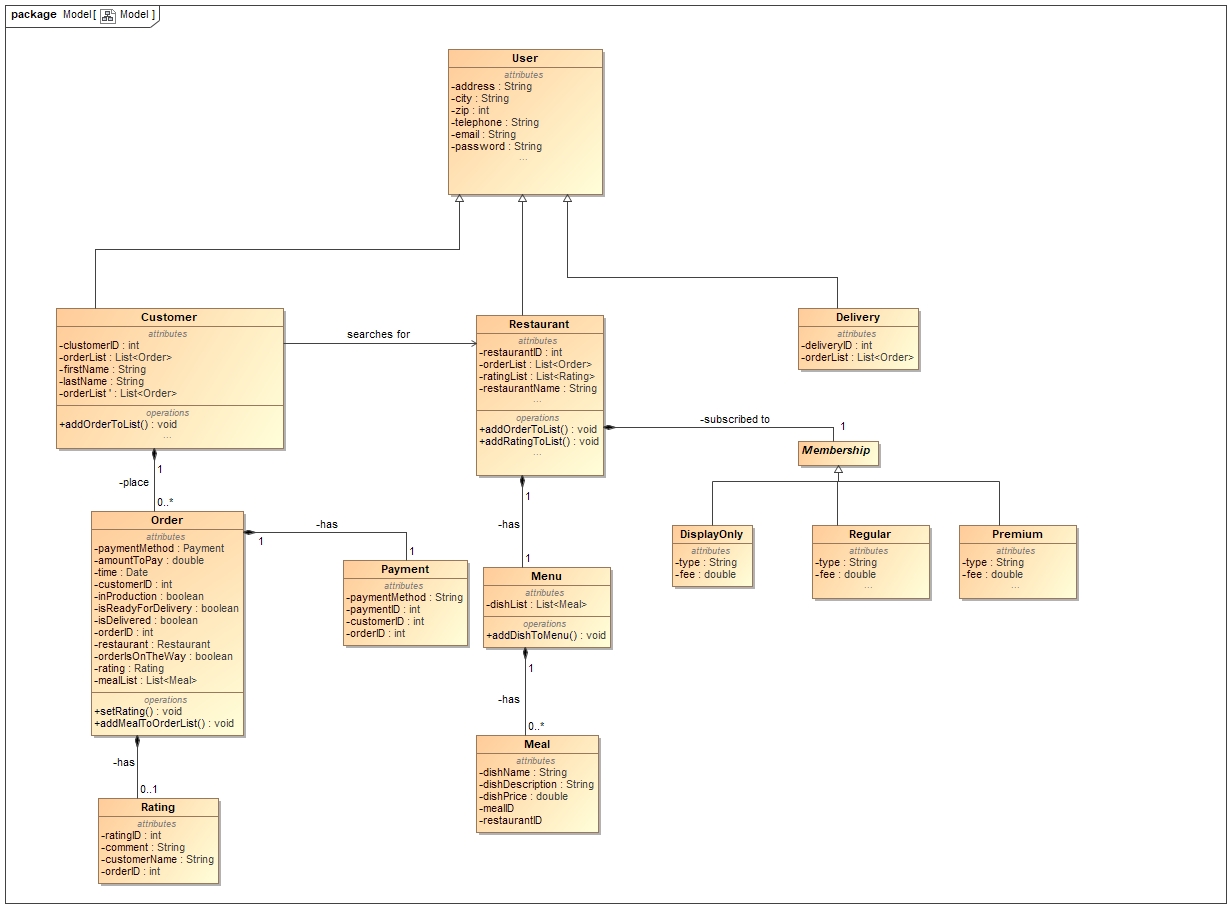 package Model[ Model ]
User
attributes
-address : String
-city : String
-zip : int
-telephone : String
-email : String
-password : String
...
Customer
attributes
-clustomerID : int
-orderList : List<Order>
-firstName : String
-lastName : String
-orderList ' : List<Order>
operations
+addOrderToList() : void
...
searches for
Restaurant
attributes
-restaurantID : int
-orderList : List<Order>
-ratingList : List<Rating>
-restaurantName : String
...
operations
+addOrderToList() : void
+addRatingToList() : void
...
Delivery
attributes
-deliveryID : int
-orderList : List<Order>
-subscribed to
1
Membership
DisplayOnly
attributes
-type : String
-fee : double
Regular
attributes
-type : String
-fee : double
...
Premium
attributes
-type : String
-fee : double
...
1
-place
0..*
Order
attributes
-paymentMethod : Payment
-amountToPay : double
-time : Date
-customerID : int
-inProduction : boolean
-isReadyForDelivery : boolean
-isDelivered : boolean
-orderID : int
-restaurant : Restaurant
-orderIsOnTheWay : boolean
-rating : Rating
-mealList : List<Meal>
operations
+setRating() : void
+addMealToOrderList() : void
-has
1
1
Payment
attributes
-paymentMethod : String
-paymentID : int
-customerID : int
-orderID : int
1
-has
1
Menu
attributes
-dishList : List<Meal>
operations
+addDishToMenu() : void
1
-has
0..*
Meal
attributes
-dishName : String
-dishDescription : String
-dishPrice : double
-mealID
-restaurantID
-has
0..1
Rating
attributes
-ratingID : int
-comment : String
-customerName : String
-orderID : int